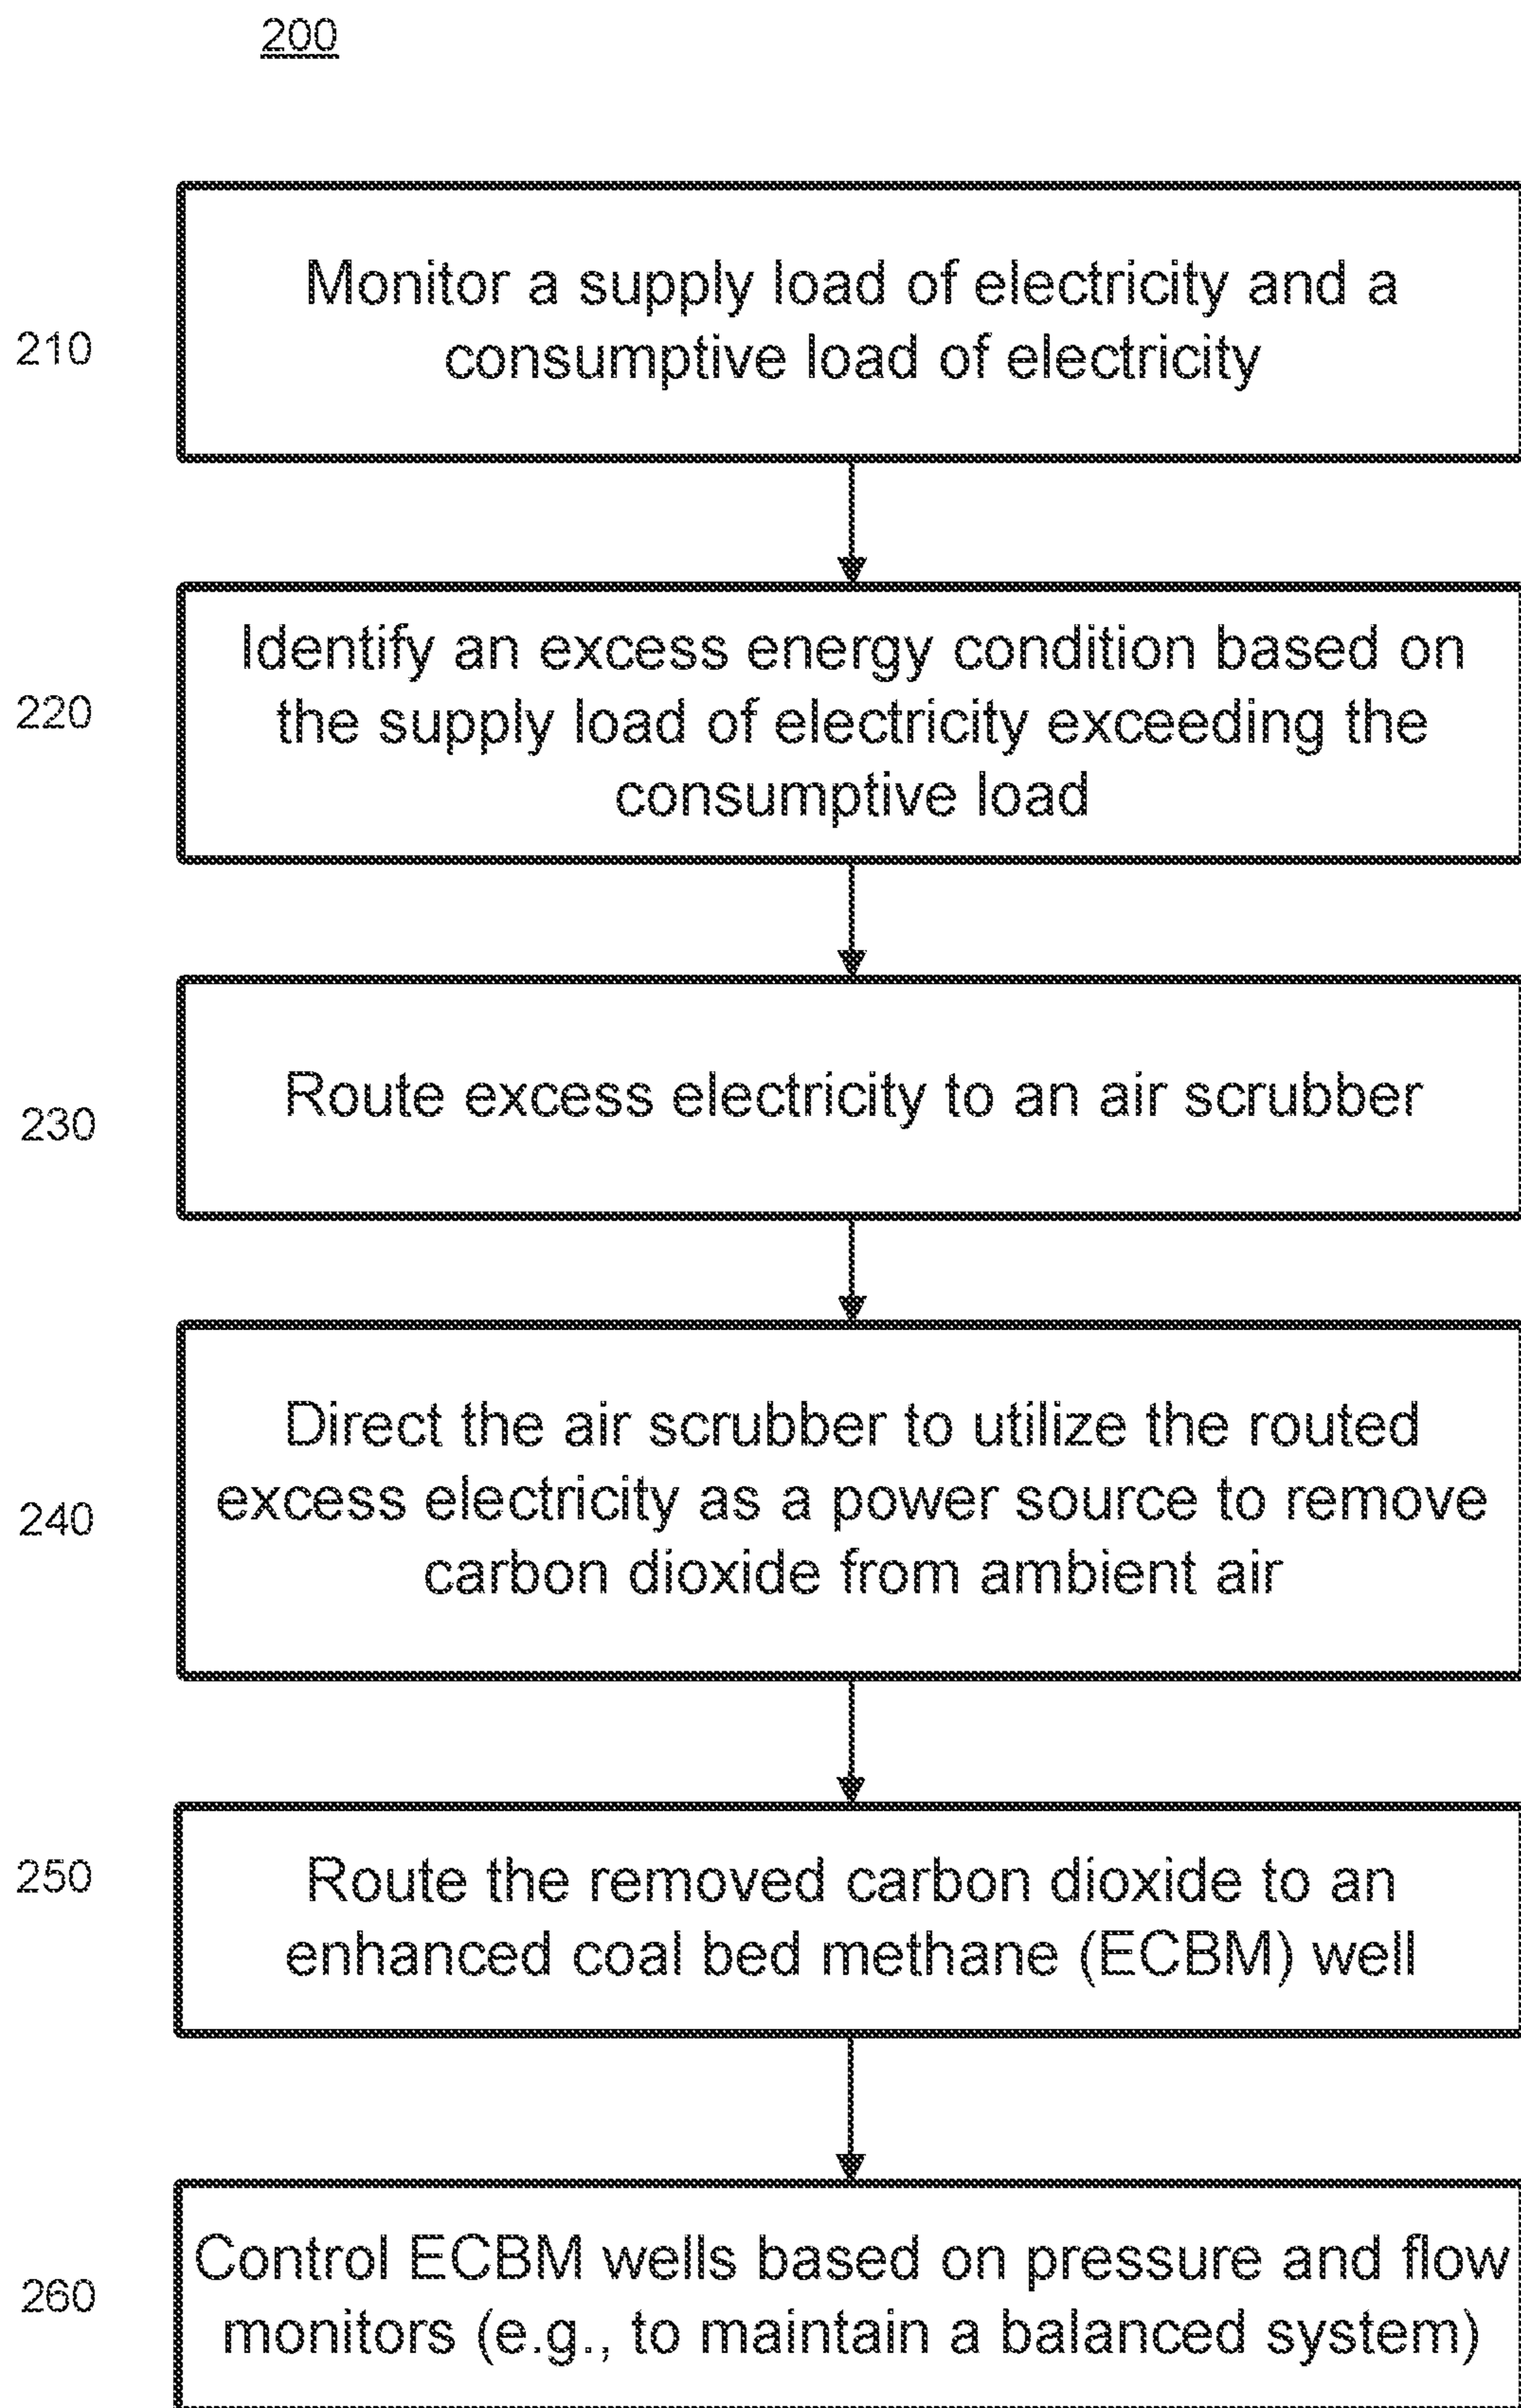 200
210
Monitor a supply load of electricity and a
consumptive load of electricity
220
Identify an excess energy condition based on
the supply load of electricity exceeding the
consumptive load
230
Route excess electricity to an air scrubber
240
Direct the air scrubber to utilize the routed
excess electricity as a power source to remove
carbon dioxide from ambient air
250
Route the removed carbon dioxide to an
enhanced coal bed methane (ECBM) well
260
Control ECBM wells based on pressure and flow
monitors (e.g., to maintain a balanced system)